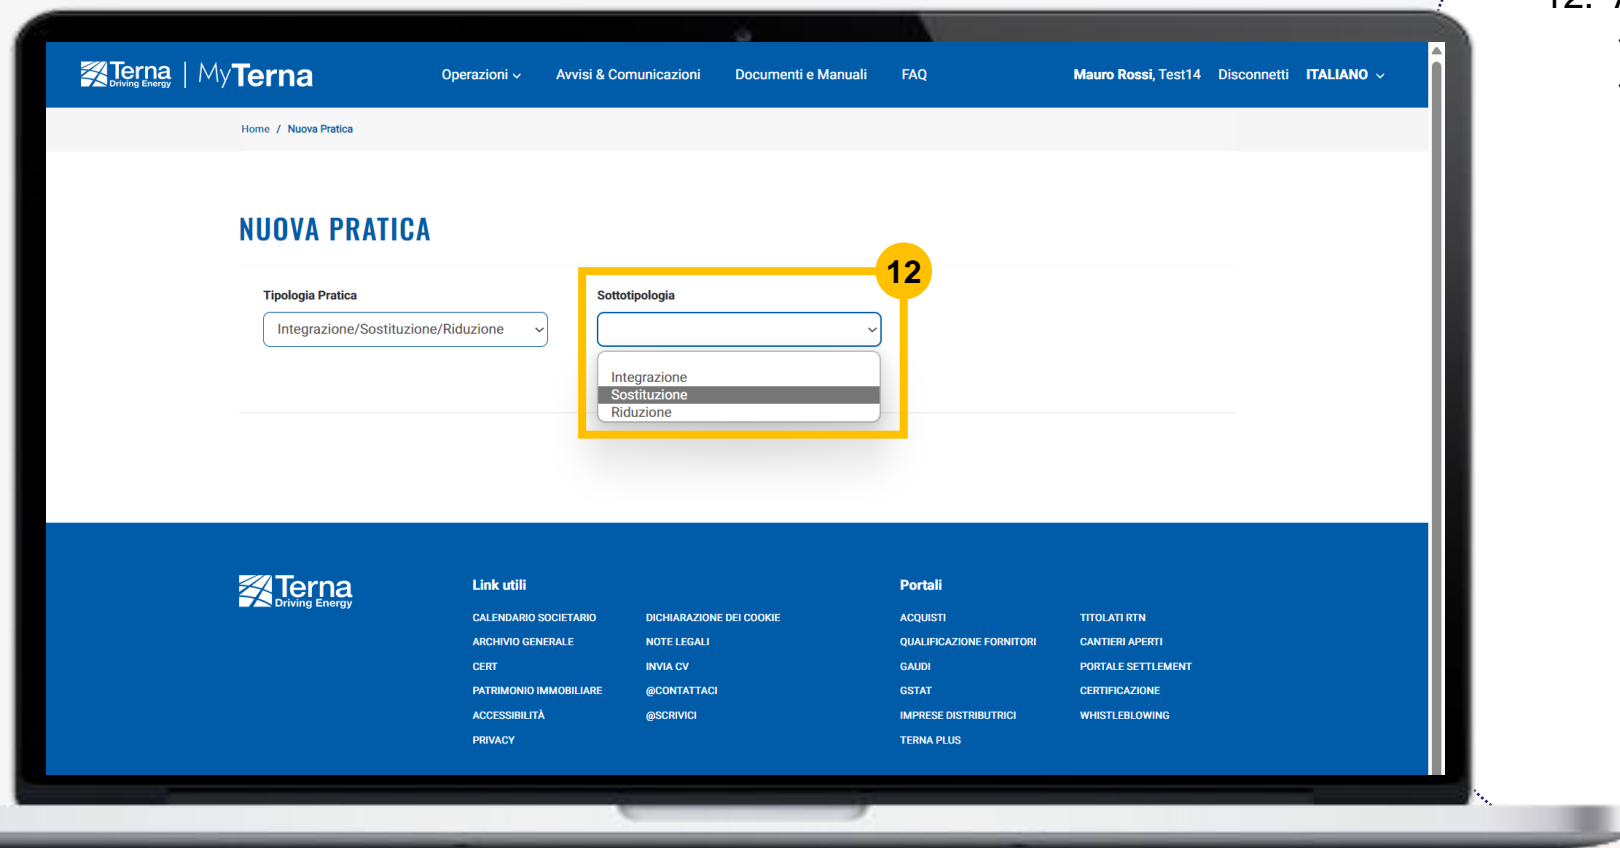 12.
Terna
Driving Energy
MyTerna
Operazioni
Avvisi & Comunicazioni
Documenti e Manuali
FAQ
Mauro Rossi, Test14
Disconnetti
ITALIANO
Home / Nuova Pratica
NUOVA PRATICA
12
Tipologia Pratica
Integrazione/Sostituzione/Riduzione
Sottotipologia
Integrazione
Sostituzione
Riduzione
Terna
Driving Energy
Link utili
CALENDARIO SOCIETARIO
ARCHIVIO GENERALE
CERT
PATRIMONIO IMMOBILIARE
ACCESSIBILITÀ
PRIVACY
DICHIARAZIONE DEI COOKIE
NOTE LEGALI
INVIA CV
@CONTATTACI
@SCRIVICI
Portali
ACQUISTI
QUALIFICAZIONE FORNITORI
GAUDI
GSTAT
IMPRESE DISTRIBUTRICI
TERNA PLUS
TITOLATI RTN
CANTIERI APERTI
PORTALE SETTLEMENT
CERTIFICAZIONE
WHISTLEBLOWING